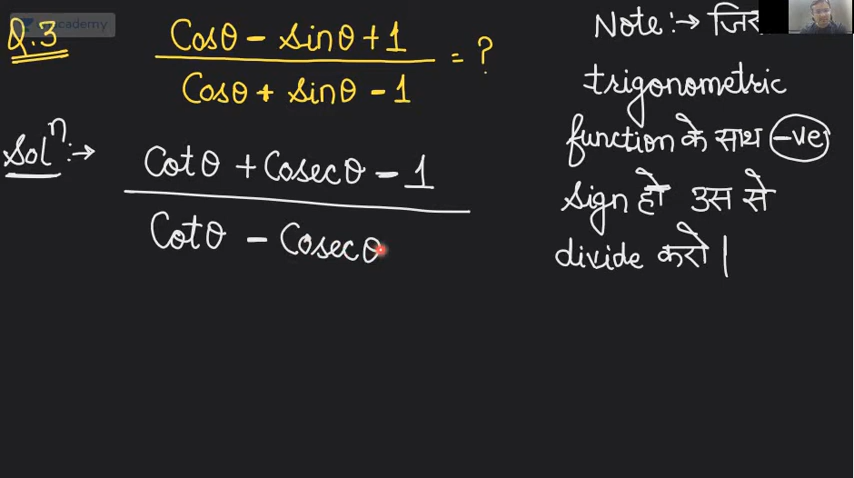 Q.3
Cosθ - sinθ + 1
Cosθ + sinθ - 1
= ?
Solⁿ :→
Cotθ + Cosecθ - 1
Cotθ - Cosecθ
Note :→
trigonometric
function के साथ -ve
sign हो उस से
divide करो |